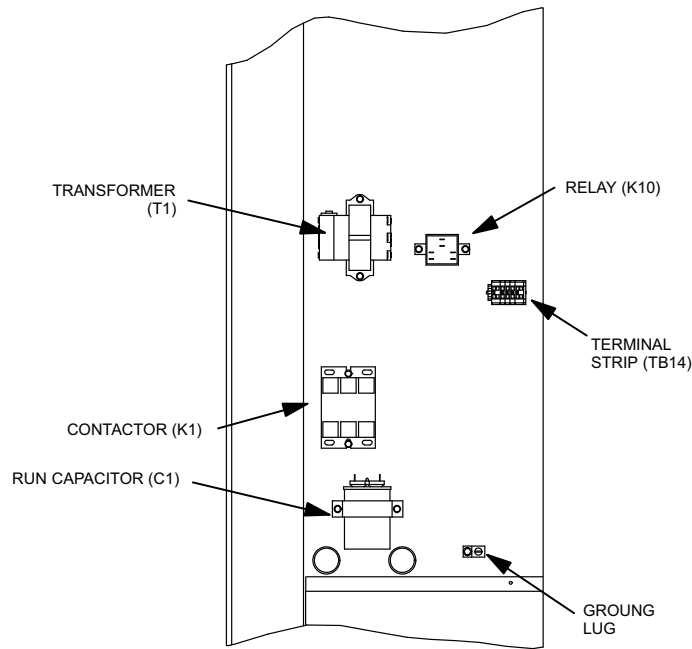 TRANSFORMER
(T1)
RELAY (K10)
TERMINAL
STRIP (TB14)
CONTACTOR (K1)
RUN CAPACITOR (C1)
GROUNG
LUG